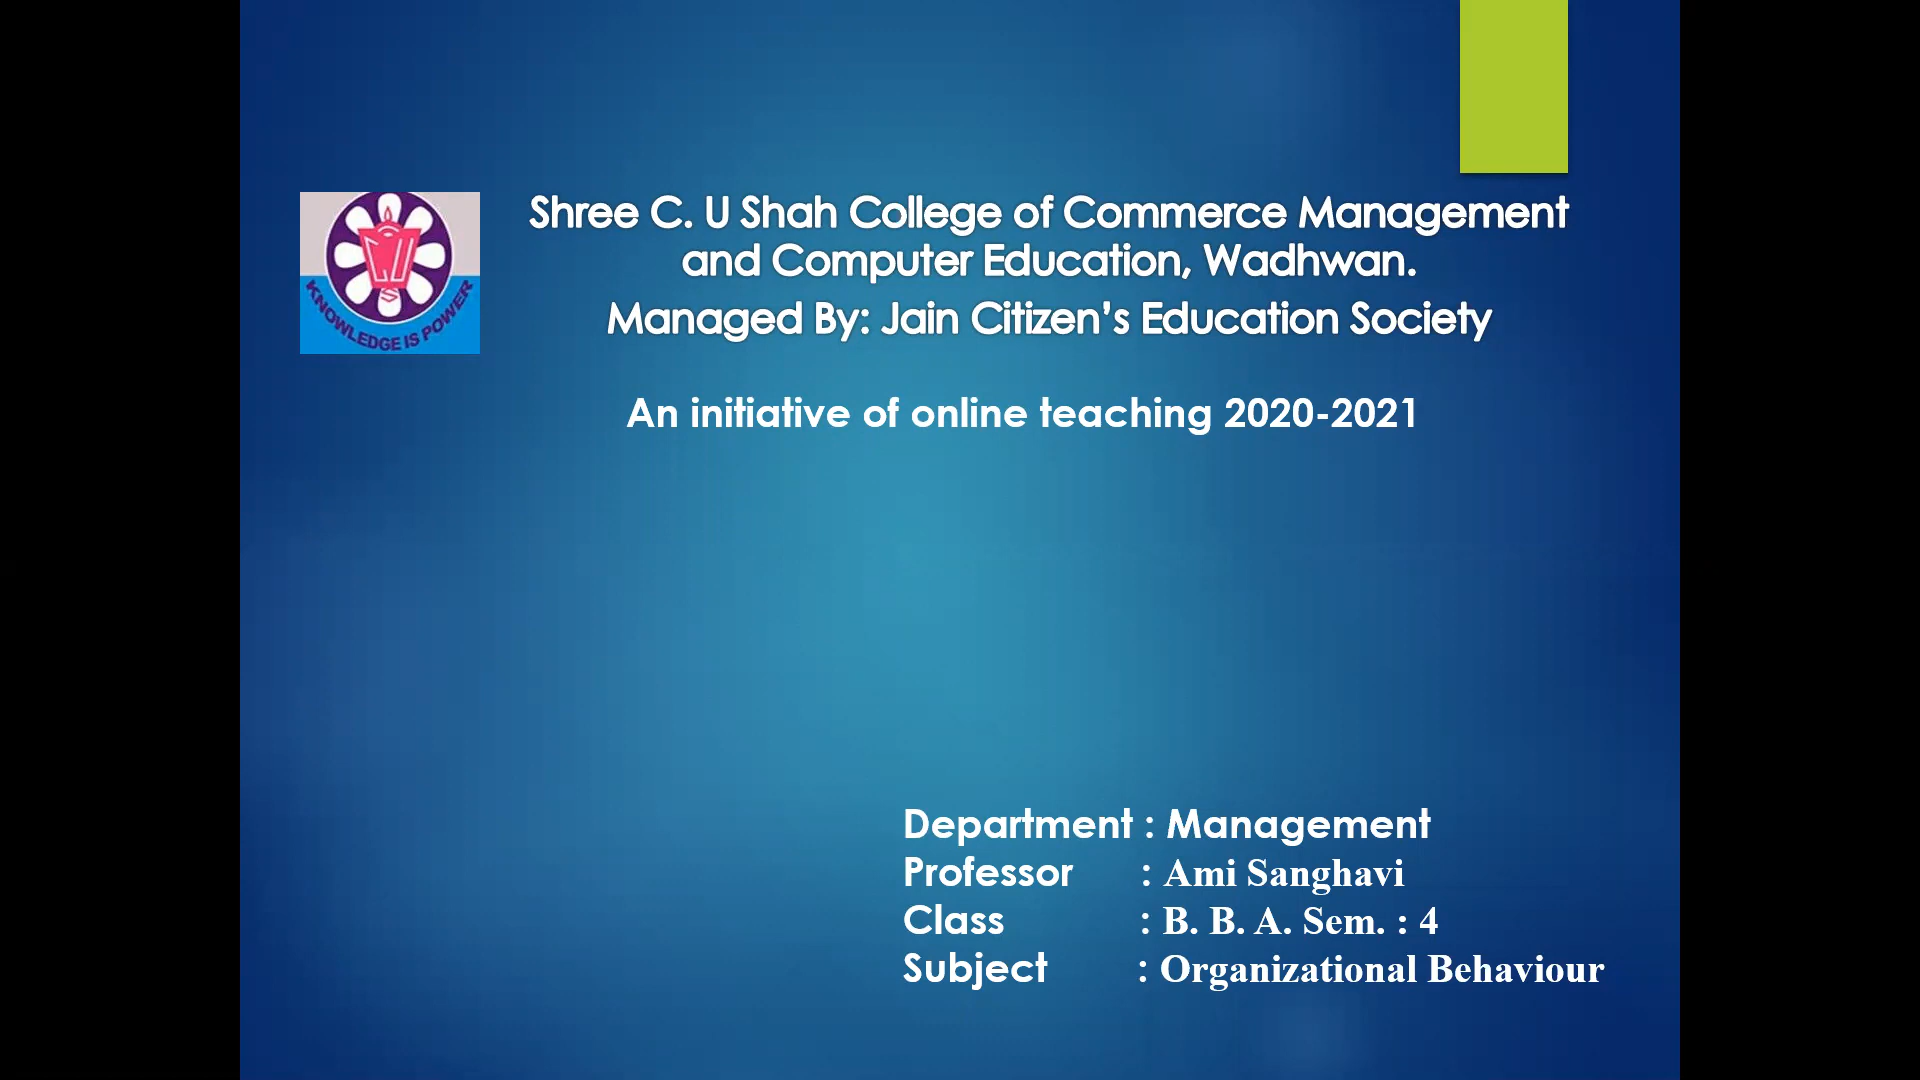 Shree C. U Shah College of Commerce Management
and Computer Education, Wadhwan.
Managed By: Jain Citizen’s Education Society
KNOWLEDGE IS POWER
An initiative of online teaching 2020-2021
Department : Management
Professor : Ami Sanghavi
Class : B. B. A. Sem. : 4
Subject : Organizational Behaviour